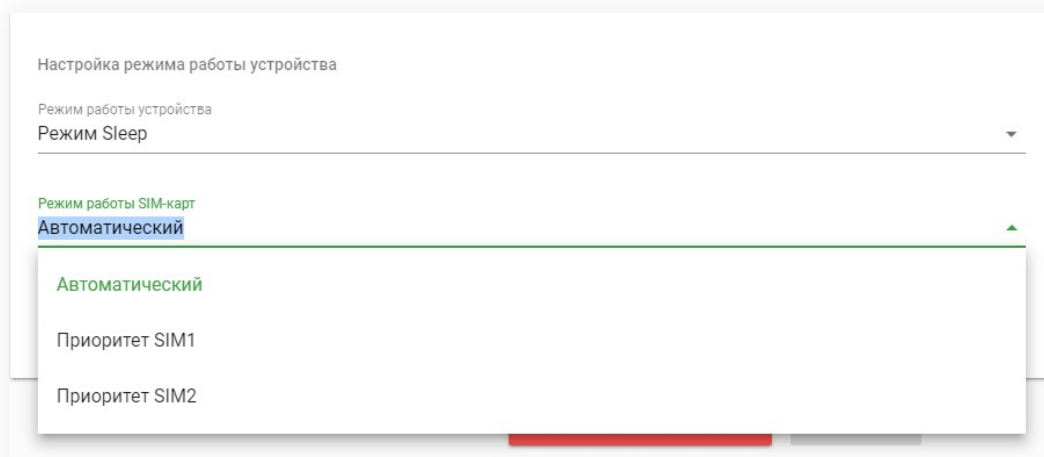 Настройка режима работы устройства
Режим работы устройства
Режим Sleep
Режим работы SIM-карт
Автоматический
Автоматический
Приоритет SIM1
Приоритет SIM2